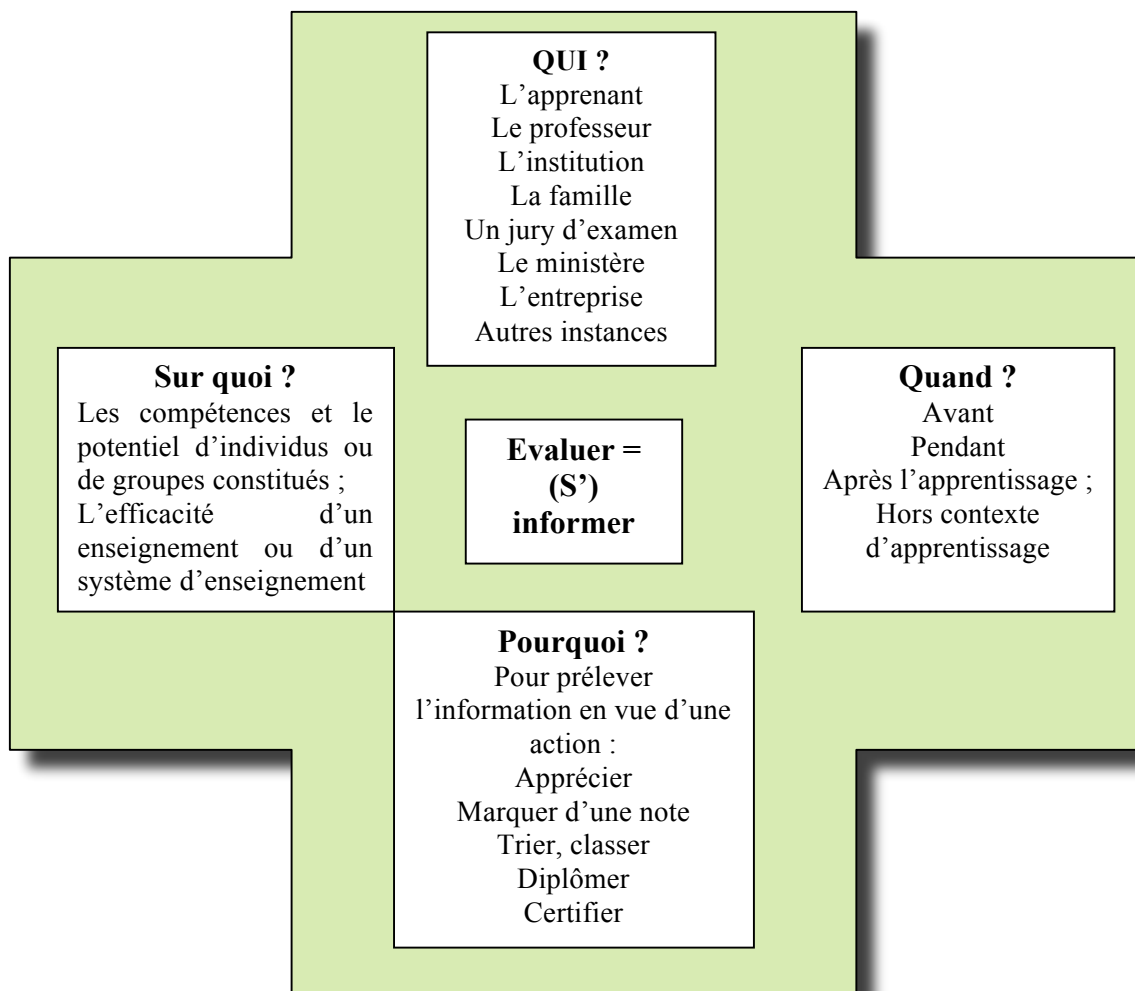 QUI ?
L’apprenant
Le professeur
L’institution
La famille
Un jury d’examen
Le ministère
L’entreprise
Autres instances
Sur quoi ?
Les compétences et le
potentiel d’individus ou
de groupes constitués ;
L’efficacité d’un
enseignement ou d’un
système d’enseignement
Evaluer =
(S’)
informer
Quand ?
Avant
Pendant
Après l’apprentissage ;
Hors contexte
d’apprentissage
Pourquoi ?
Pour prélever
l’information en vue d’une
action :
Apprécier
Marquer d’une note
Trier, classer
Diplômer
Certifier